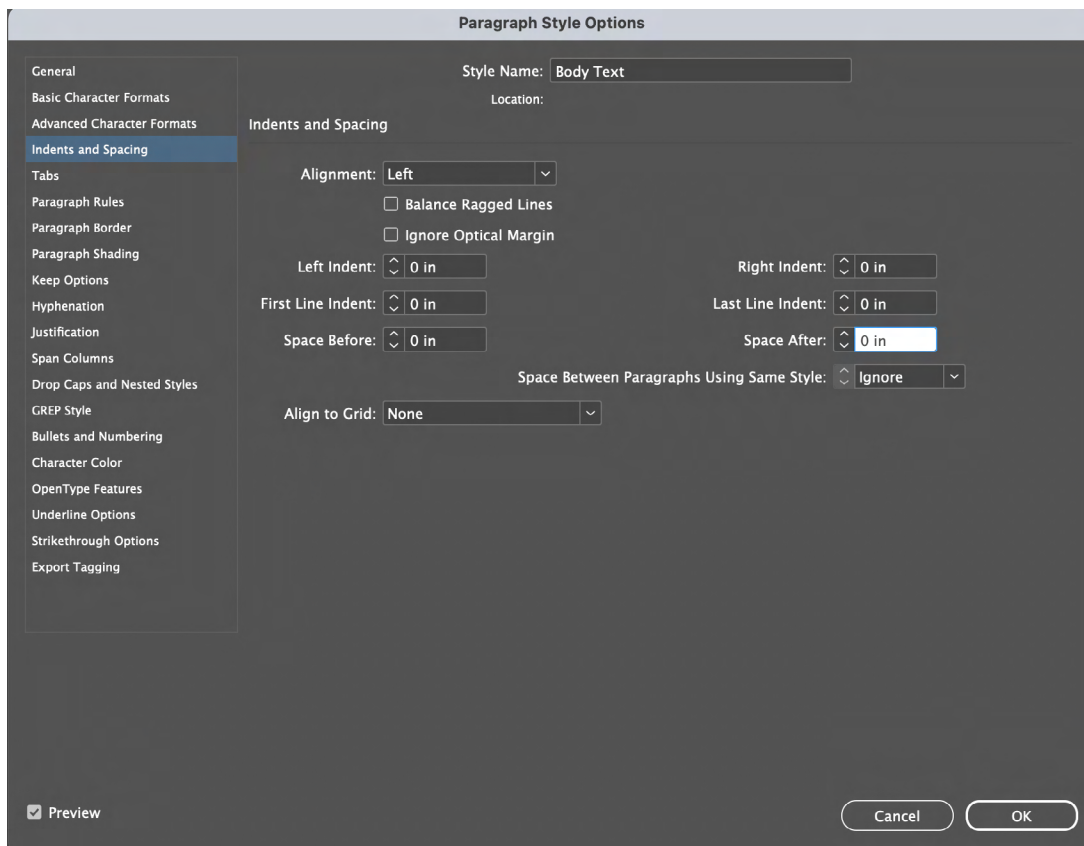 Paragraph Style Options
General
Basic Character Formats
Advanced Character Formats
Indents and Spacing
Tabs
Paragraph Rules
Paragraph Border
Paragraph Shading
Keep Options
Hyphenation
Justification
Span Columns
Drop Caps and Nested Styles
GREP Style
Bullets and Numbering
Character Color
OpenType Features
Underline Options
Strikethrough Options
Export Tagging
Style Name: Body Text
Location:
Indents and Spacing
Alignment: Left
Balance Ragged Lines
Ignore Optical Margin
Left Indent: 0 in Right Indent: 0 in
First Line Indent: 0 in Last Line Indent: 0 in
Space Before: 0 in Space After: 0 in
Space Between Paragraphs Using Same Style: Ignore
Align to Grid: None
Preview Cancel OK